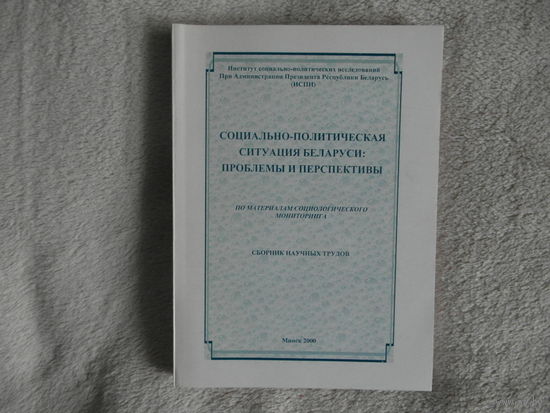 Институт социально-политических исследований
При Администрации Президента Республики Беларусь
(ИСПИ)
СОЦИАЛЬНО-ПОЛИТИЧЕСКАЯ
СИТУАЦИЯ БЕЛАРУСИ:
ПРОБЛЕМЫ И ПЕРСПЕКТИВЫ
ПО МАТЕРИАЛАМ СОЦИОЛОГИЧЕСКОГО
МОНИТОРИНГА
СБОРНИК НАУЧНЫХ ТРУДОВ
Минск 2000